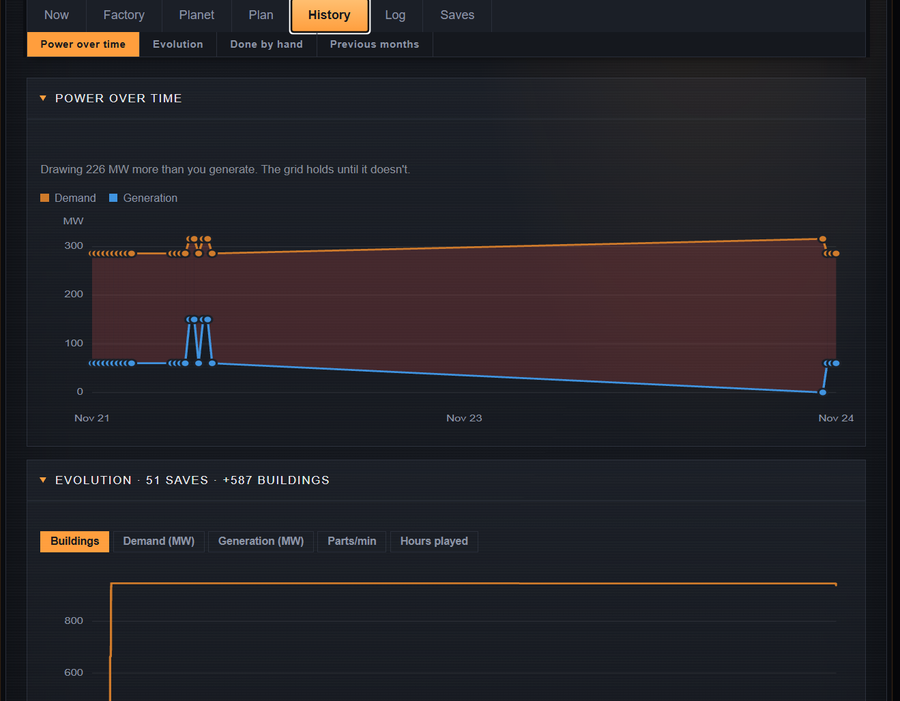 Now Factory Planet Plan History Log Saves
Power over time Evolution Done by hand Previous months
POWER OVER TIME
Drawing 226 MW more than you generate. The grid holds until it doesn't.
Demand Generation
MW
300
200
100
0
Nov 21 Nov 23 Nov 24
EVOLUTION · 51 SAVES · +587 BUILDINGS
Buildings Demand (MW) Generation (MW) Parts/min Hours played
800
600